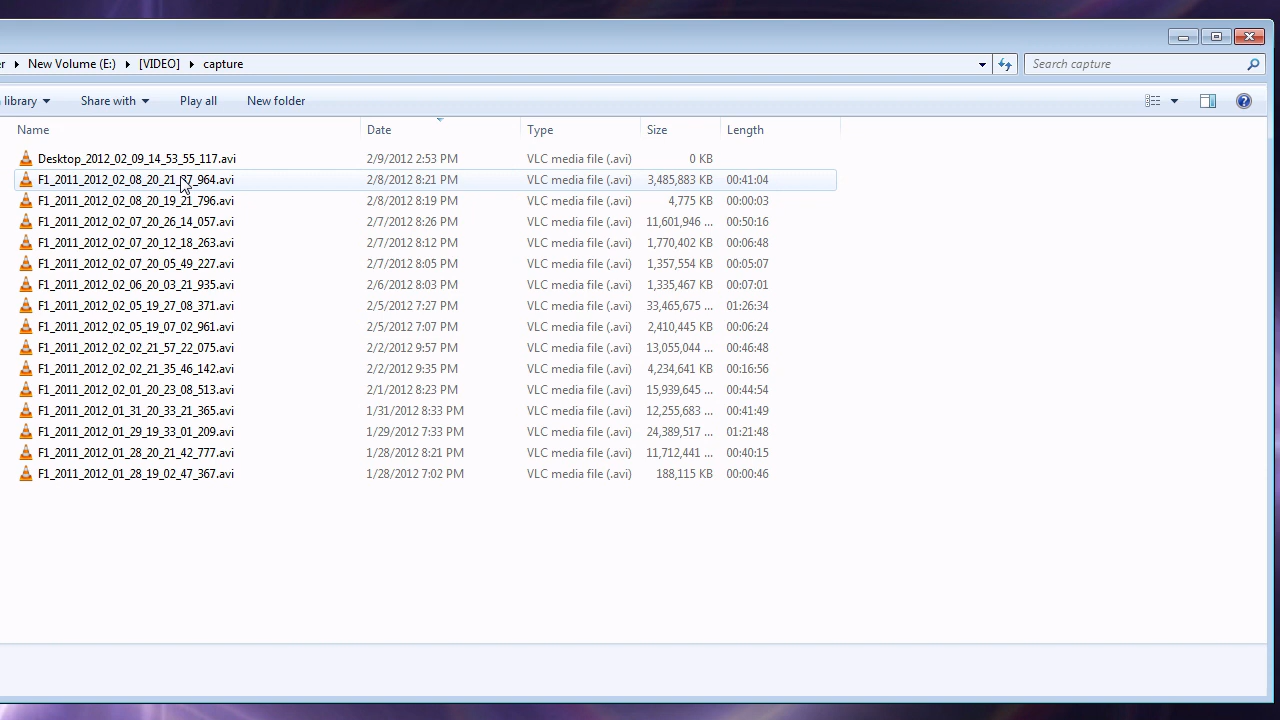 er ▸ New Volume (E:) ▸ [VIDEO] ▸ capture Search capture
library Share with Play all New folder
Name Date Type Size Length
Desktop_2012_02_09_14_53_55_117.avi 2/9/2012 2:53 PM VLC media file (.avi) 0 KB
F1_2011_2012_02_08_20_21_37_964.avi 2/8/2012 8:21 PM VLC media file (.avi) 3,485,883 KB 00:41:04
F1_2011_2012_02_08_20_19_21_796.avi 2/8/2012 8:19 PM VLC media file (.avi) 4,775 KB 00:00:03
F1_2011_2012_02_07_20_26_14_057.avi 2/7/2012 8:26 PM VLC media file (.avi) 11,601,946 ... 00:50:16
F1_2011_2012_02_07_20_12_18_263.avi 2/7/2012 8:12 PM VLC media file (.avi) 1,770,402 KB 00:06:48
F1_2011_2012_02_07_20_05_49_227.avi 2/7/2012 8:05 PM VLC media file (.avi) 1,357,554 KB 00:05:07
F1_2011_2012_02_06_20_03_21_935.avi 2/6/2012 8:03 PM VLC media file (.avi) 1,335,467 KB 00:07:01
F1_2011_2012_02_05_19_27_08_371.avi 2/5/2012 7:27 PM VLC media file (.avi) 33,465,675 ... 01:26:34
F1_2011_2012_02_05_19_07_02_961.avi 2/5/2012 7:07 PM VLC media file (.avi) 2,410,445 KB 00:06:24
F1_2011_2012_02_02_21_57_22_075.avi 2/2/2012 9:57 PM VLC media file (.avi) 13,055,044 ... 00:46:48
F1_2011_2012_02_02_21_35_46_142.avi 2/2/2012 9:35 PM VLC media file (.avi) 4,234,641 KB 00:16:56
F1_2011_2012_02_01_20_23_08_513.avi 2/1/2012 8:23 PM VLC media file (.avi) 15,939,645 ... 00:44:54
F1_2011_2012_01_31_20_33_21_365.avi 1/31/2012 8:33 PM VLC media file (.avi) 12,255,683 ... 00:41:49
F1_2011_2012_01_29_19_33_01_209.avi 1/29/2012 7:33 PM VLC media file (.avi) 24,389,517 ... 01:21:48
F1_2011_2012_01_28_20_21_42_777.avi 1/28/2012 8:21 PM VLC media file (.avi) 11,712,441 ... 00:40:15
F1_2011_2012_01_28_19_02_47_367.avi 1/28/2012 7:02 PM VLC media file (.avi) 188,115 KB 00:00:46